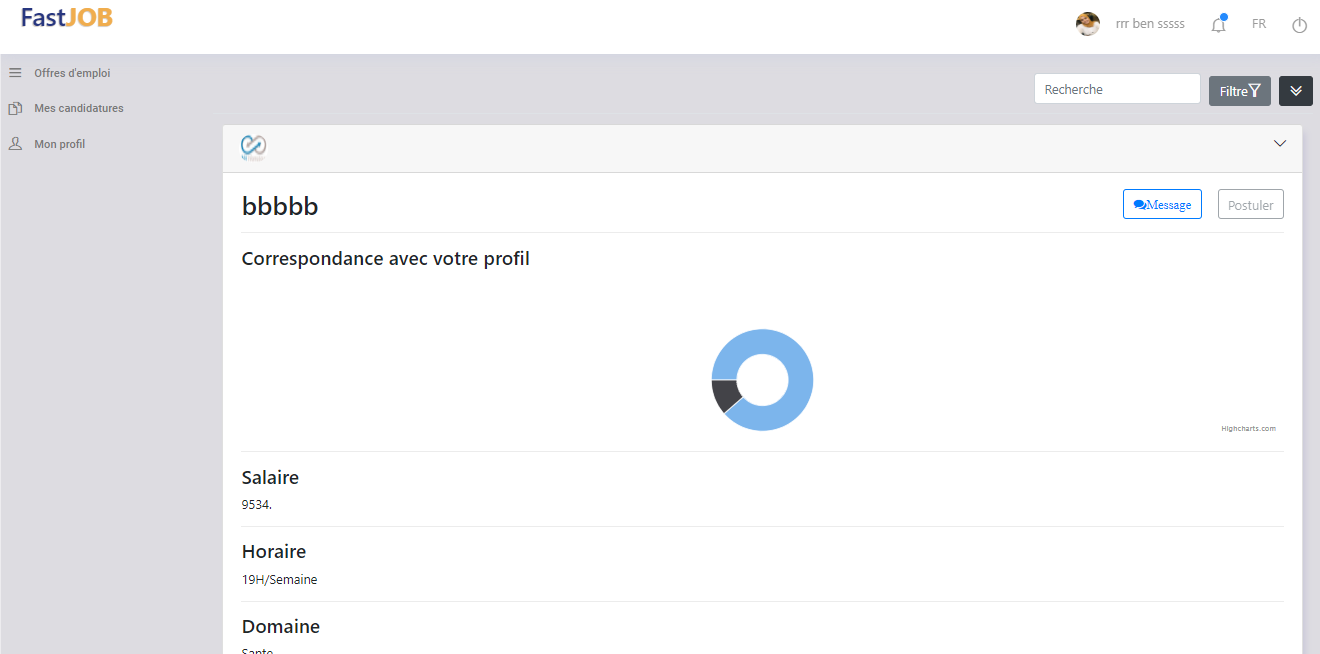 FastJOB
rrr ben sssss
FR
Offres d'emploi
Mes candidatures
Mon profil
Recherche
Filtre
bbbbb
Message
Postuler
Correspondance avec votre profil
Highcharts.com
Salaire
9534.
Horaire
19H/Semaine
Domaine
Sante